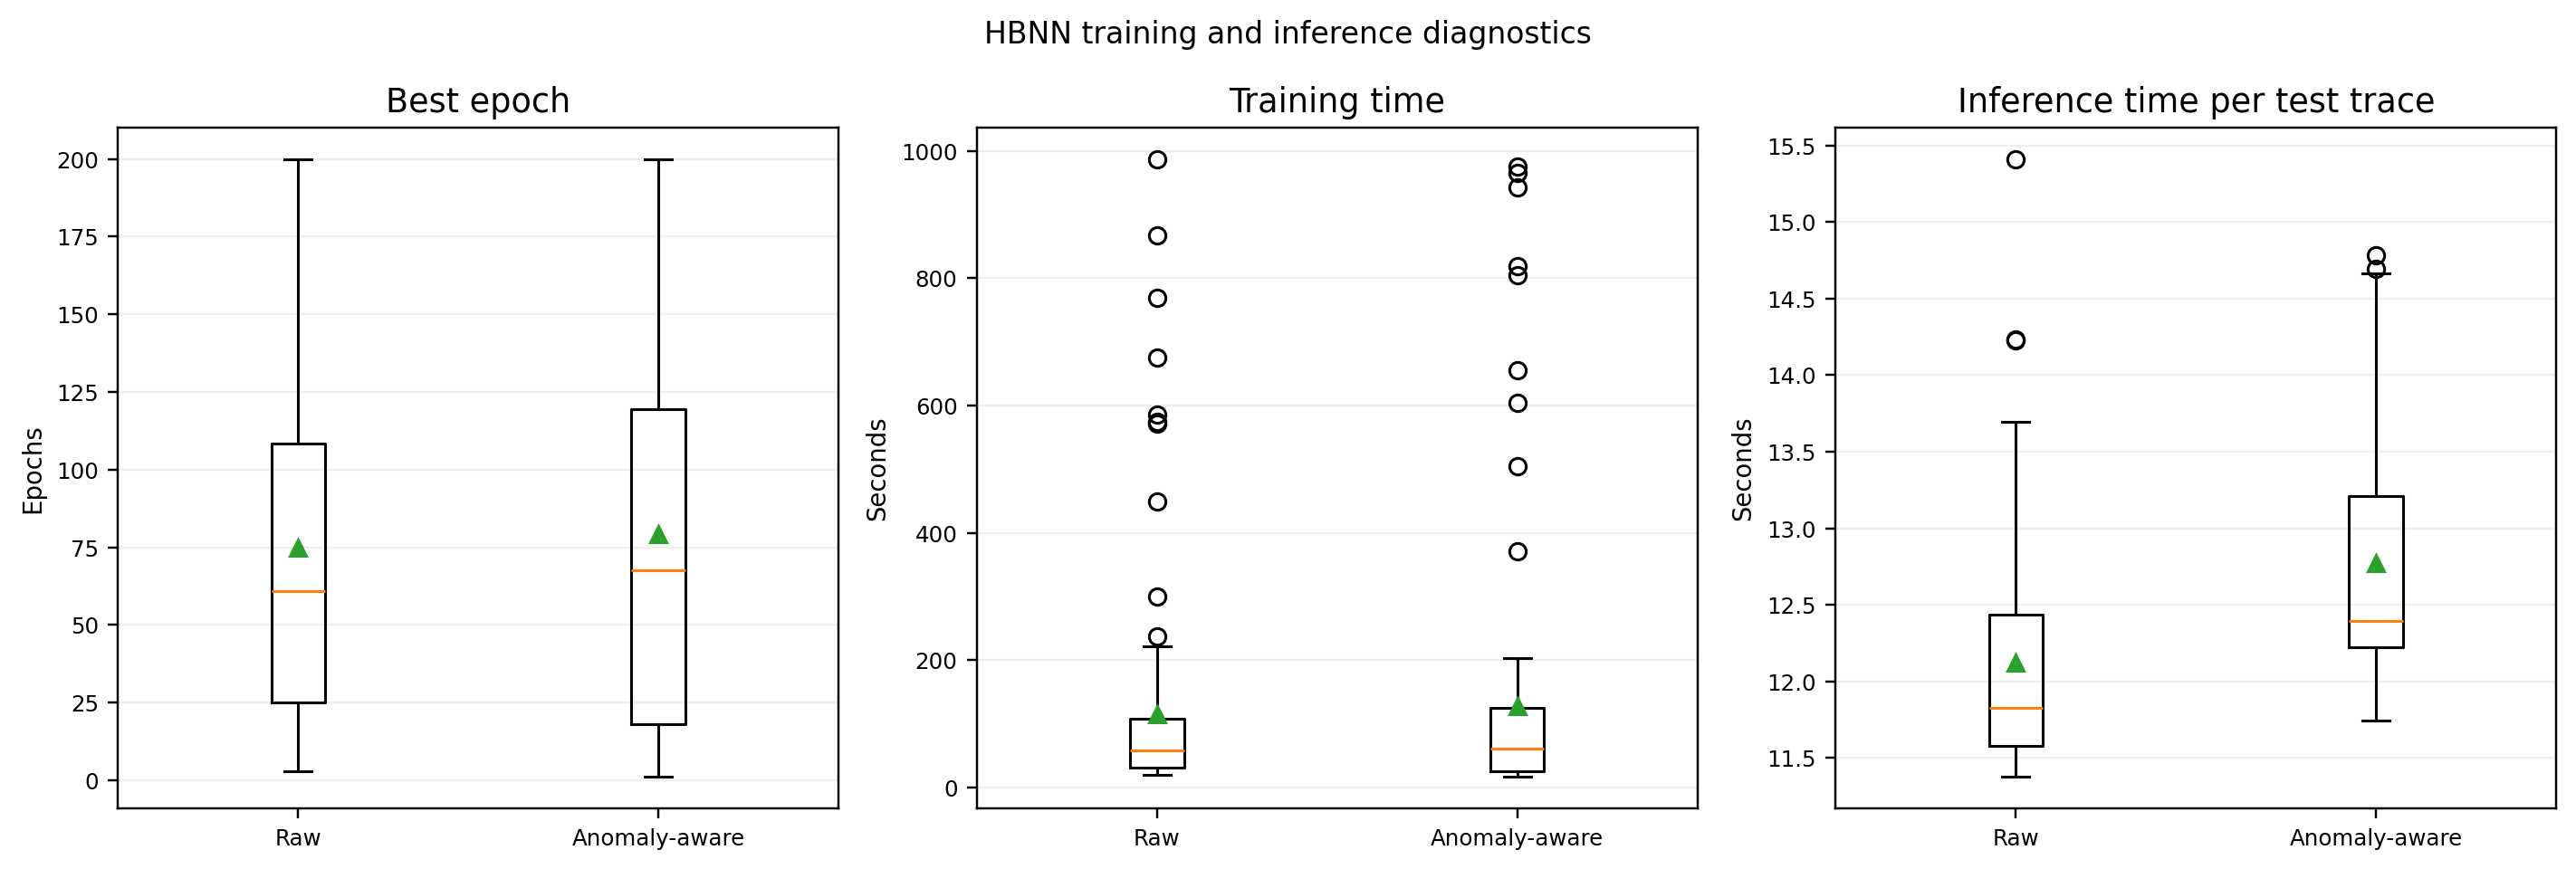 HBNN training and inference diagnostics
Best epoch
Epochs
200
175
150
125
100
75
50
25
0
Raw
Anomaly-aware
Training time
Seconds
1000
800
600
400
200
0
Raw
Anomaly-aware
Inference time per test trace
Seconds
15.5
15.0
14.5
14.0
13.5
13.0
12.5
12.0
11.5
Raw
Anomaly-aware